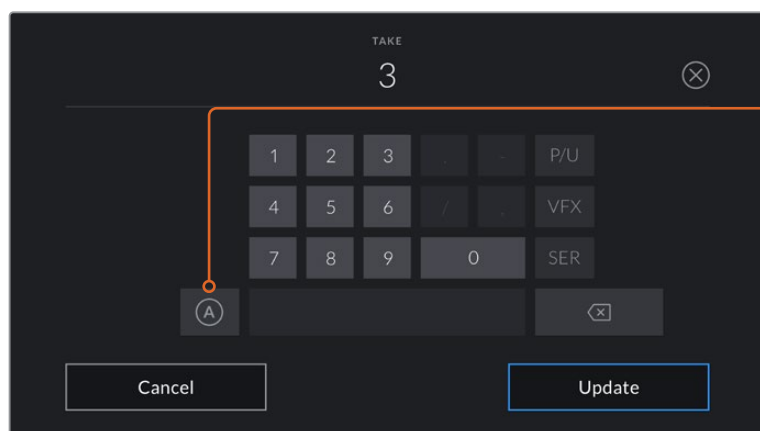 TAKE
3
1 2 3 . - P/U
4 5 6 / , VFX
7 8 9 0 SER
A
Cancel Update